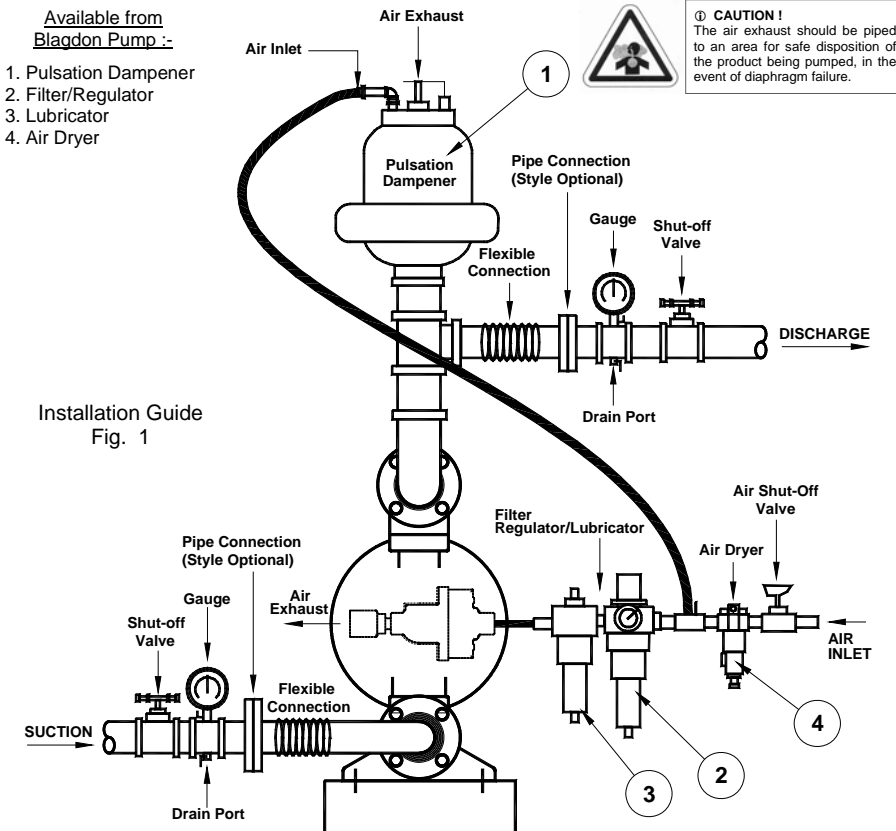 Available from
Blagdon Pump :-
1. Pulsation Dampener
2. Filter/Regulator
3. Lubricator
4. Air Dryer
Air Exhaust
Air Inlet
1
ⓘ CAUTION !
The air exhaust should be piped
to an area for safe disposition of
the product being pumped, in the
event of diaphragm failure.
Pulsation
Dampener
Pipe Connection
(Style Optional)
Gauge
Shut-off
Valve
Flexible
Connection
DISCHARGE
Drain Port
Installation Guide
Fig. 1
Filter
Regulator/Lubricator
Air Shut-Off
Valve
Air Dryer
AIR
INLET
Pipe Connection
(Style Optional)
Gauge
Shut-off
Valve
Air
Exhaust
Flexible
Connection
SUCTION
Drain Port
3
2
4